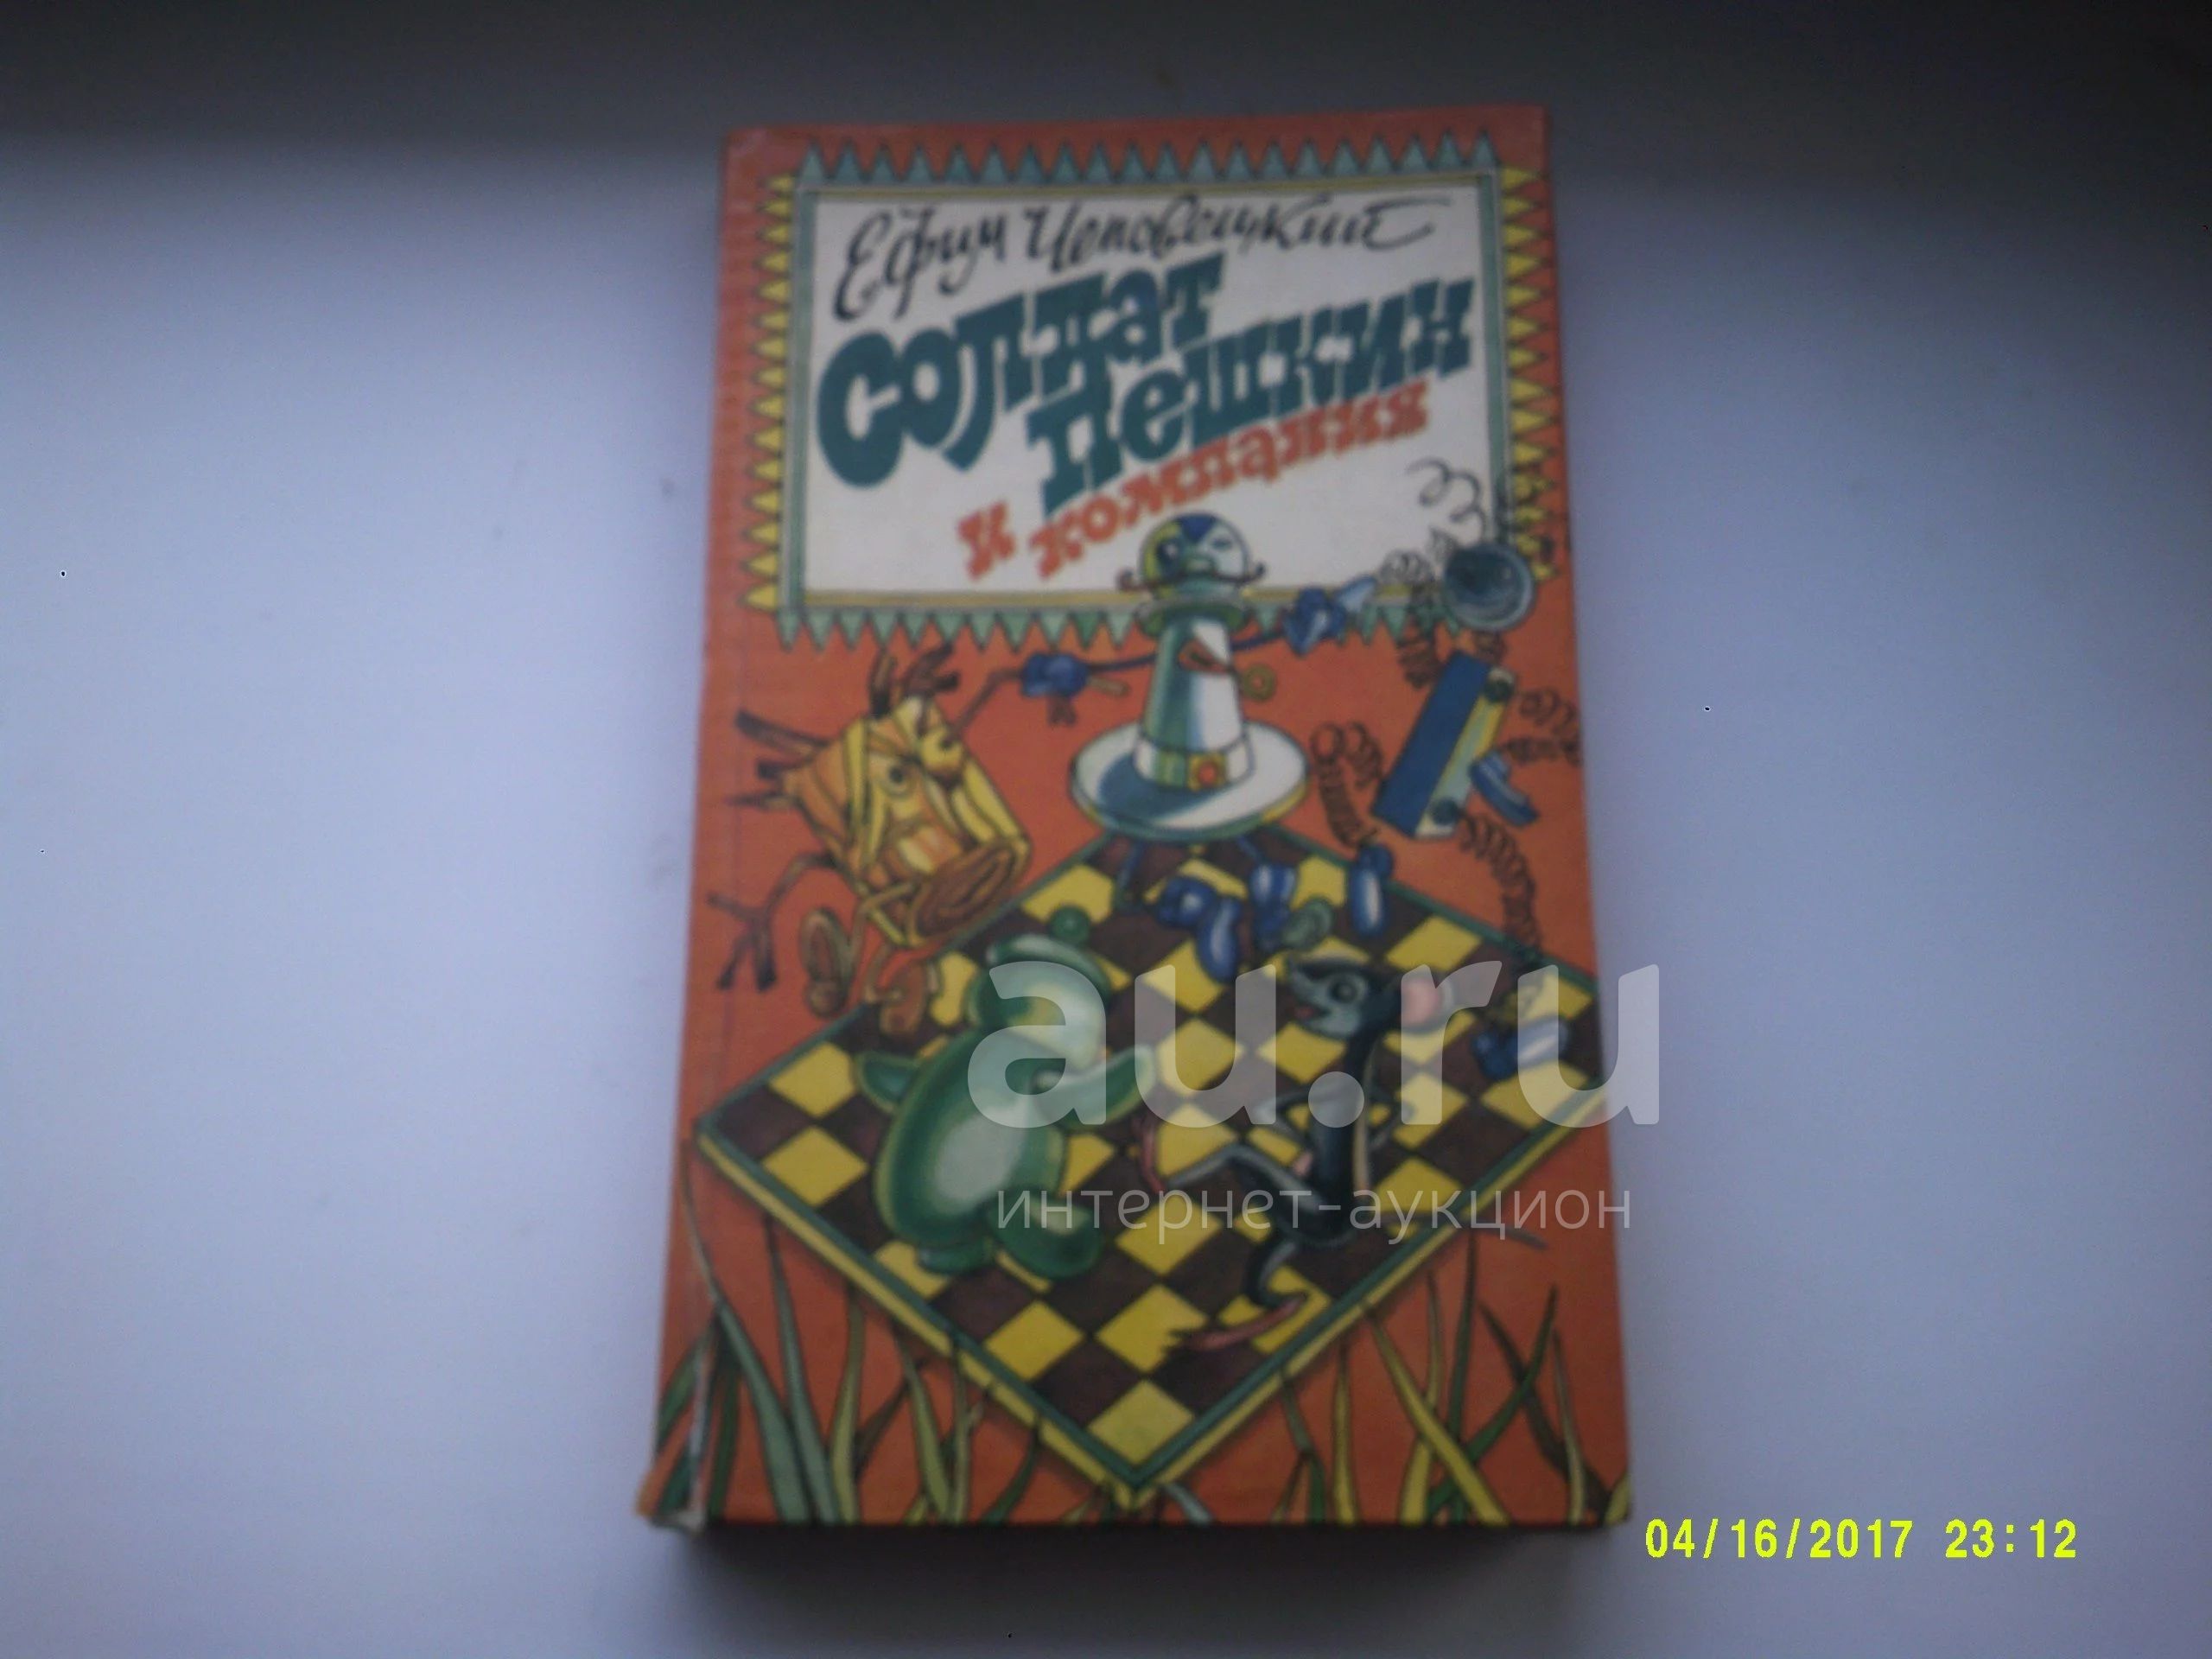 Ефим Чеповецкий
Солдат
Пешкин
и компания
au.ru
интернет-аукцион
04/16/2017 23:12